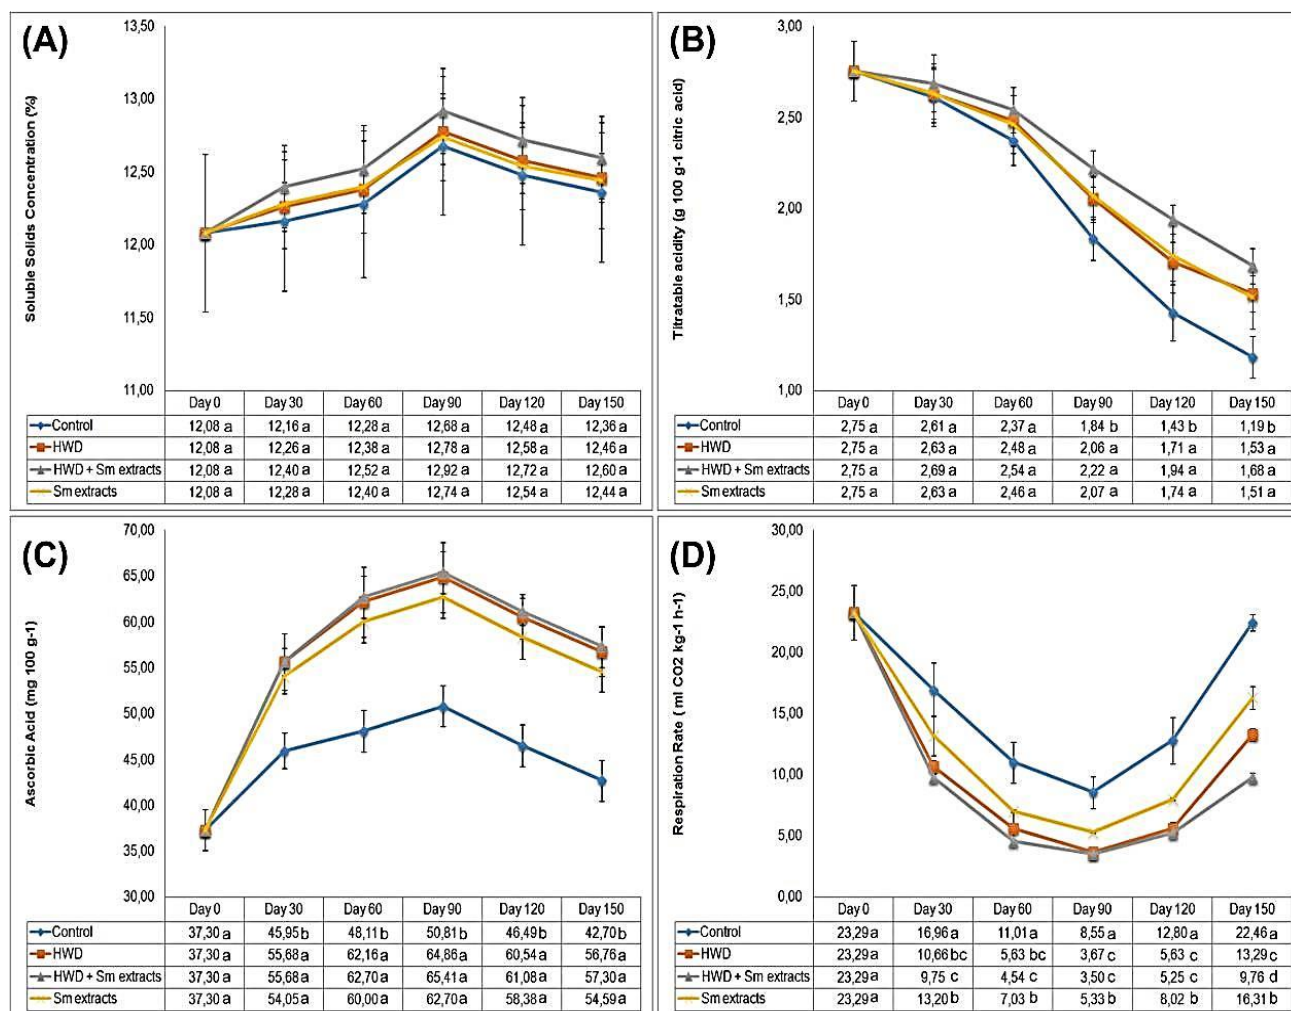 (A)
Soluble Solids Concentration (%)
13,50
13,00
12,50
12,00
11,50
11,00
Day 0 Day 30 Day 60 Day 90 Day 120 Day 150
Control 12,08 a 12,16 a 12,28 a 12,68 a 12,48 a 12,36 a
HWD 12,08 a 12,26 a 12,38 a 12,78 a 12,58 a 12,46 a
HWD + Sm extracts 12,08 a 12,40 a 12,52 a 12,92 a 12,72 a 12,60 a
Sm extracts 12,08 a 12,28 a 12,40 a 12,74 a 12,54 a 12,44 a
(B)
Titratable acidity (g 100 g-1 citric acid)
3,00
2,50
2,00
1,50
1,00
Day 0 Day 30 Day 60 Day 90 Day 120 Day 150
Control 2,75 a 2,61 a 2,37 a 1,84 b 1,43 b 1,19 b
HWD 2,75 a 2,63 a 2,48 a 2,06 a 1,71 a 1,53 a
HWD + Sm extracts 2,75 a 2,69 a 2,54 a 2,22 a 1,94 a 1,68 a
Sm extracts 2,75 a 2,63 a 2,46 a 2,07 a 1,74 a 1,51 a
(C)
Ascorbic Acid (mg 100 g-1)
70,00
65,00
60,00
55,00
50,00
45,00
40,00
35,00
30,00
Day 0 Day 30 Day 60 Day 90 Day 120 Day 150
Control 37,30 a 45,95 b 48,11 b 50,81 b 46,49 b 42,70 b
HWD 37,30 a 55,68 a 62,16 a 64,86 a 60,54 a 56,76 a
HWD + Sm extracts 37,30 a 55,68 a 62,70 a 65,41 a 61,08 a 57,30 a
Sm extracts 37,30 a 54,05 a 60,00 a 62,70 a 58,38 a 54,59 a
(D)
Respiration Rate ( ml CO2 kg-1 h-1)
30,00
25,00
20,00
15,00
10,00
5,00
0,00
Day 0 Day 30 Day 60 Day 90 Day 120 Day 150
Control 23,29 a 16,96 a 11,01 a 8,55 a 12,80 a 22,46 a
HWD 23,29 a 10,66 bc 5,63 bc 3,67 c 5,63 c 13,29 c
HWD + Sm extracts 23,29 a 9,75 c 4,54 c 3,50 c 5,25 c 9,76 d
Sm extracts 23,29 a 13,20 b 7,03 b 5,33 b 8,02 b 16,31 b